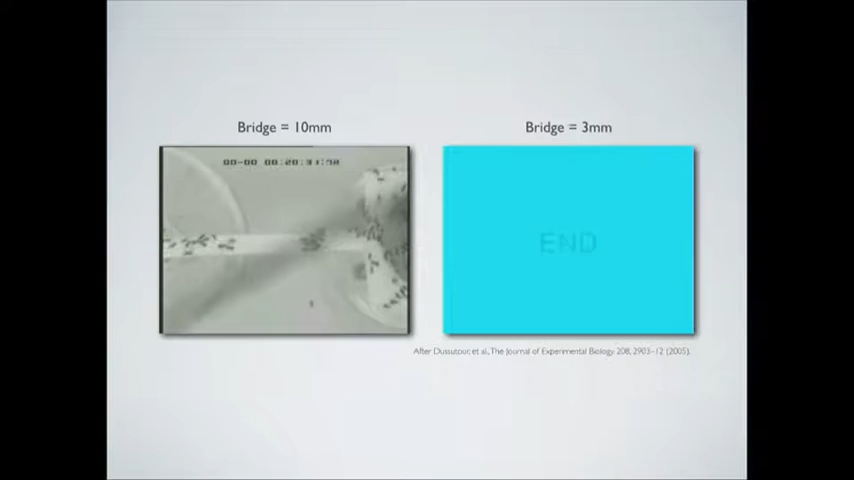 Bridge = 10mm
Bridge = 3mm
00-00 00:20:31:72
END
After Dussutour, et al., The Journal of Experimental Biology 208, 2903–12 (2005).